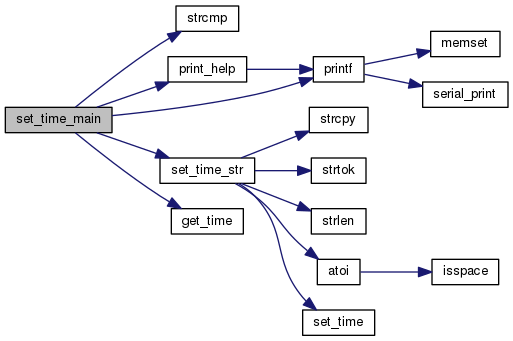 strcmp
memset
print_help
printf
serial_print
set_time_main
strcpy
set_time_str
strtok
get_time
strlen
atoi
isspace
set_time